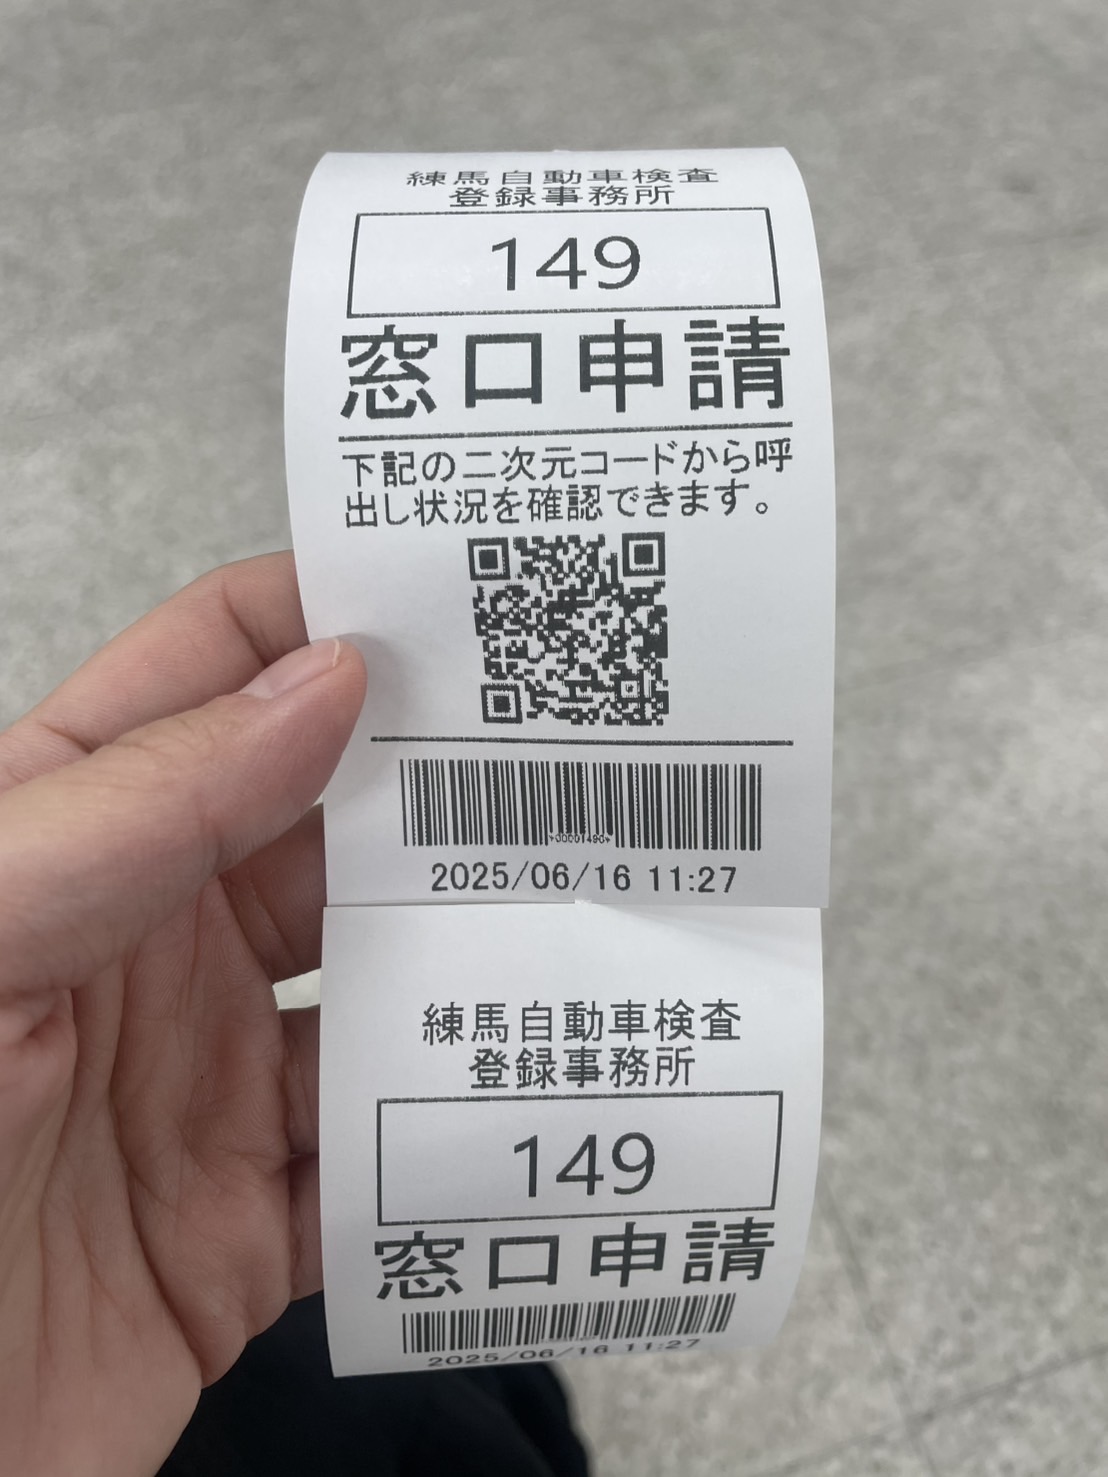 練馬自動車検査
登録事務所
149
窓口申請
下記の二次元コードから呼
出し状況を確認できます。
2025/06/16 11:27
練馬自動車検査
登録事務所
149
窓口申請
2025/06/16 11:27